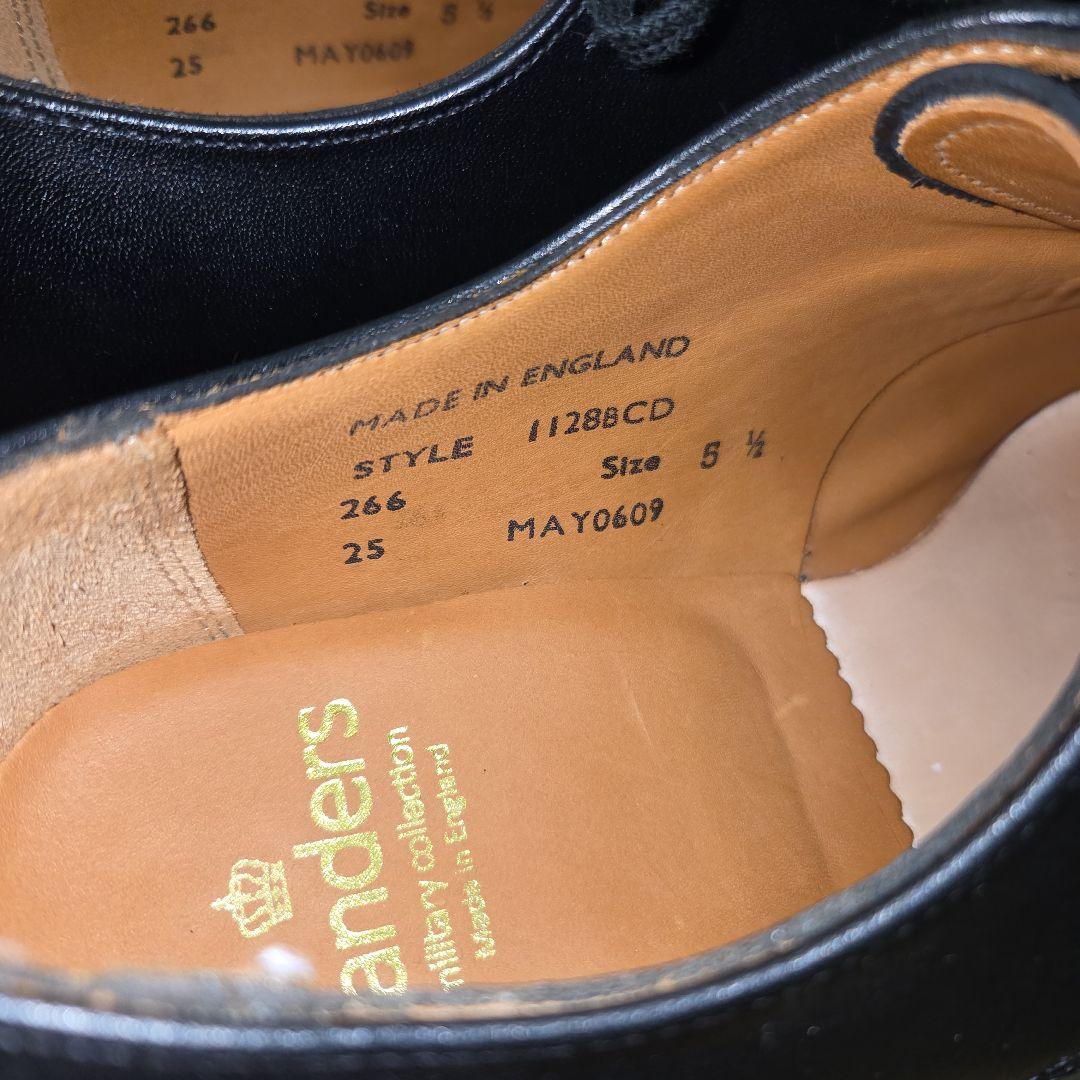 266 Size 5 ½
25 MAY0609
MADE IN ENGLAND
STYLE 1128BCD
266 Size 5 ½
25 MAY0609
anders
military collection
Made in England